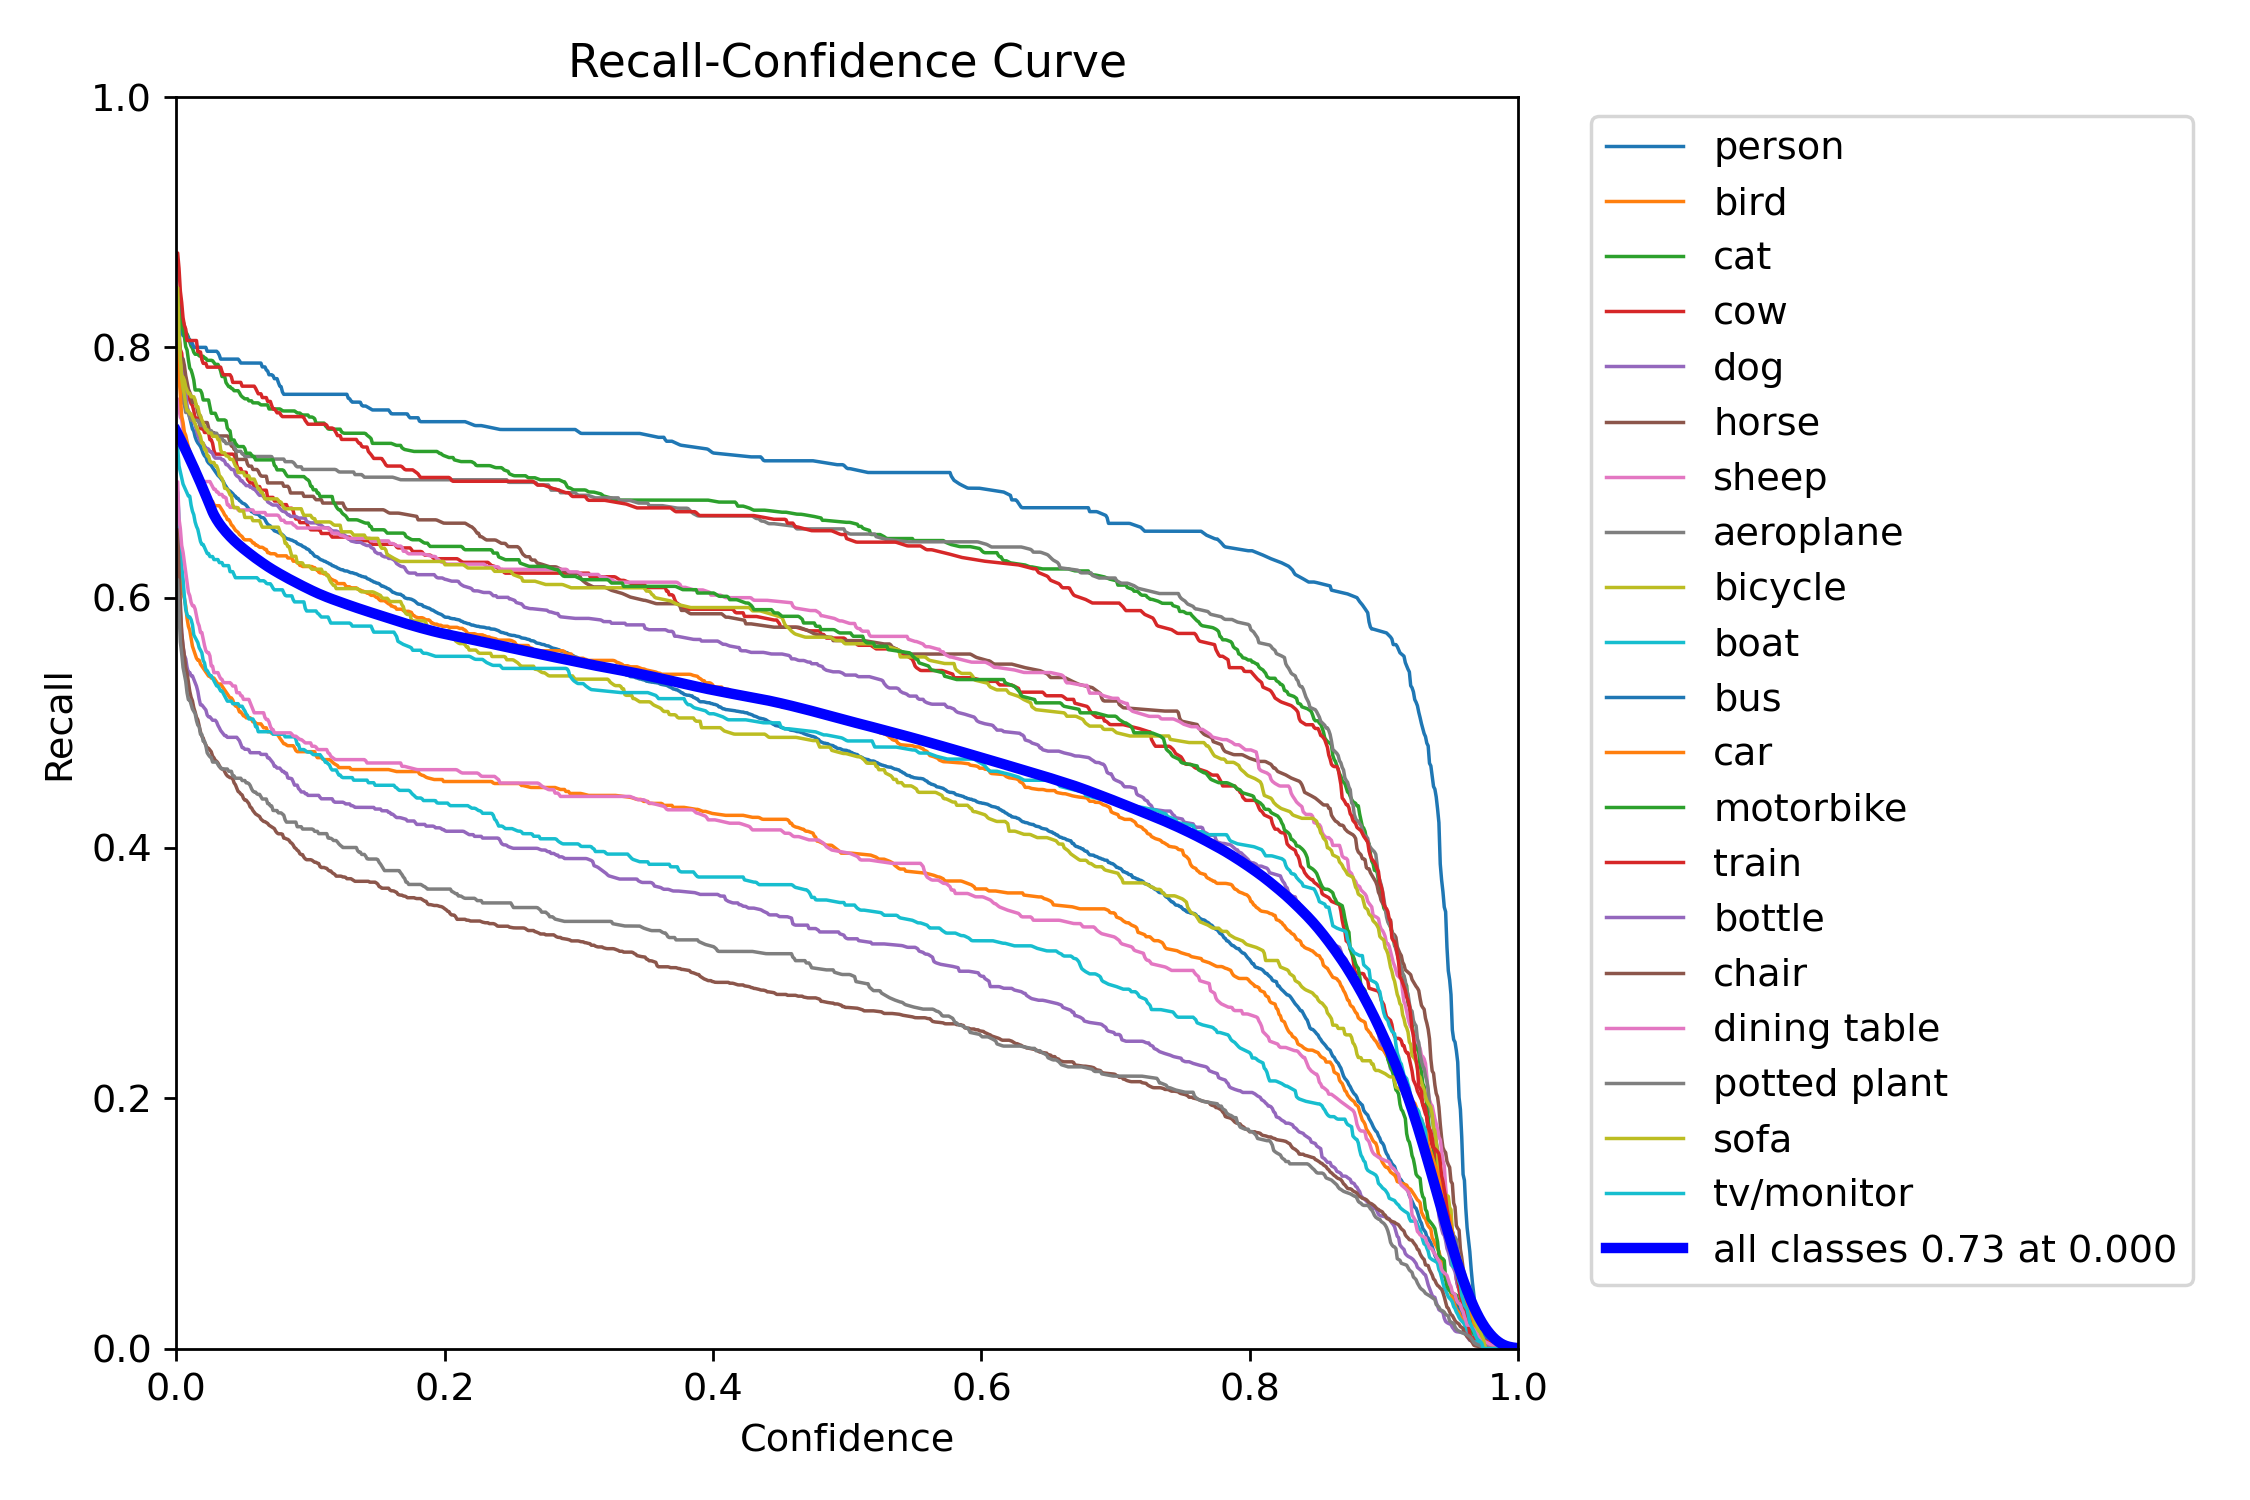 Recall-Confidence Curve
1.0
0.8
0.6
0.4
0.2
0.0
Recall
0.0 0.2 0.4 0.6 0.8 1.0
Confidence
person
bird
cat
cow
dog
horse
sheep
aeroplane
bicycle
boat
bus
car
motorbike
train
bottle
chair
dining table
potted plant
sofa
tv/monitor
all classes 0.73 at 0.000